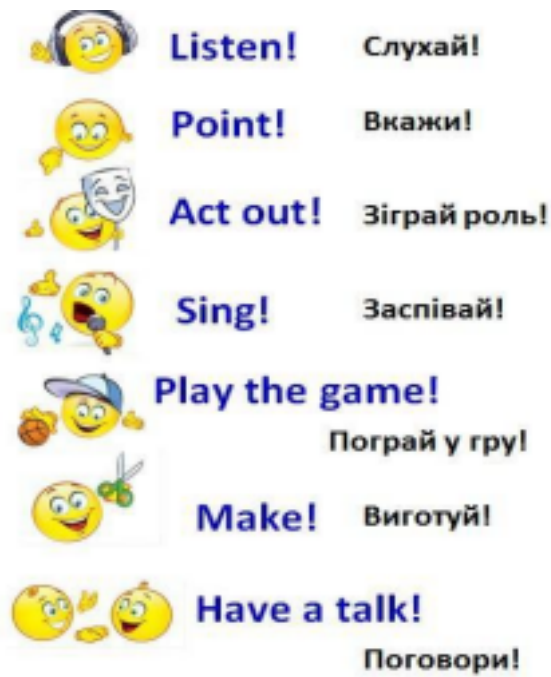 Listen! Слухай!
Point! Вкажи!
Act out! Зіграй роль!
Sing! Заспівай!
Play the game!
Пограй у гру!
Make! Виготуй!
Have a talk!
Поговори!